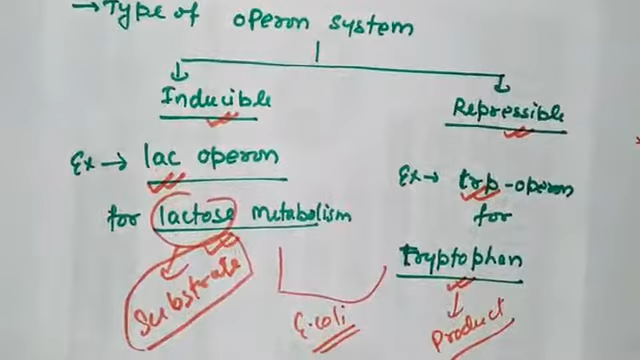 → Type of operon system
Inducible
Repressible
Ex → lac operon
for lactose metabolism
Substrate
Ex → trp-operon
for
tryptophan
Product
E.coli